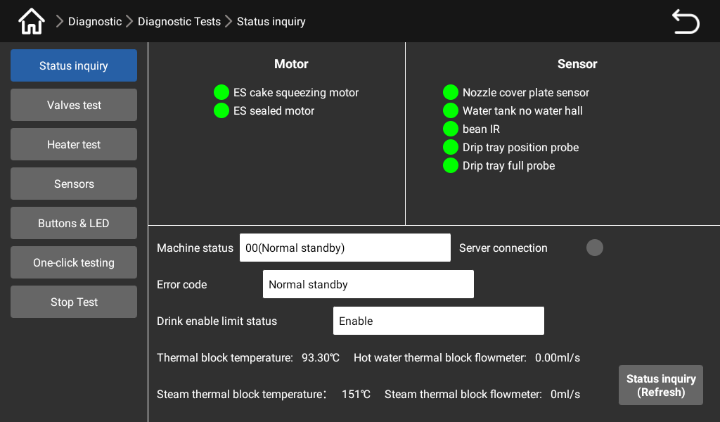 Diagnostic > Diagnostic Tests > Status inquiry
Status inquiry
Valves test
Heater test
Sensors
Buttons & LED
One-click testing
Stop Test
Motor
ES cake squeezing motor
ES sealed motor
Sensor
Nozzle cover plate sensor
Water tank no water hall
bean IR
Drip tray position probe
Drip tray full probe
Machine status 00(Normal standby) Server connection
Error code Normal standby
Drink enable limit status Enable
Thermal block temperature: 93.30℃ Hot water thermal block flowmeter: 0.00ml/s
Steam thermal block temperature： 151℃ Steam thermal block flowmeter: 0ml/s
Status inquiry
(Refresh)